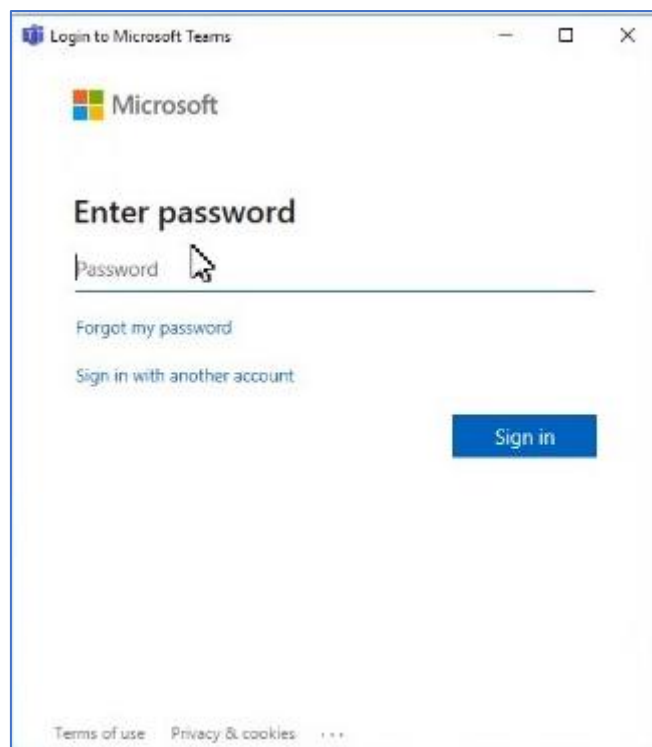 Login to Microsoft Teams
Microsoft
Enter password
Password
Forgot my password
Sign in with another account
Sign in
Terms of use Privacy & cookies ...